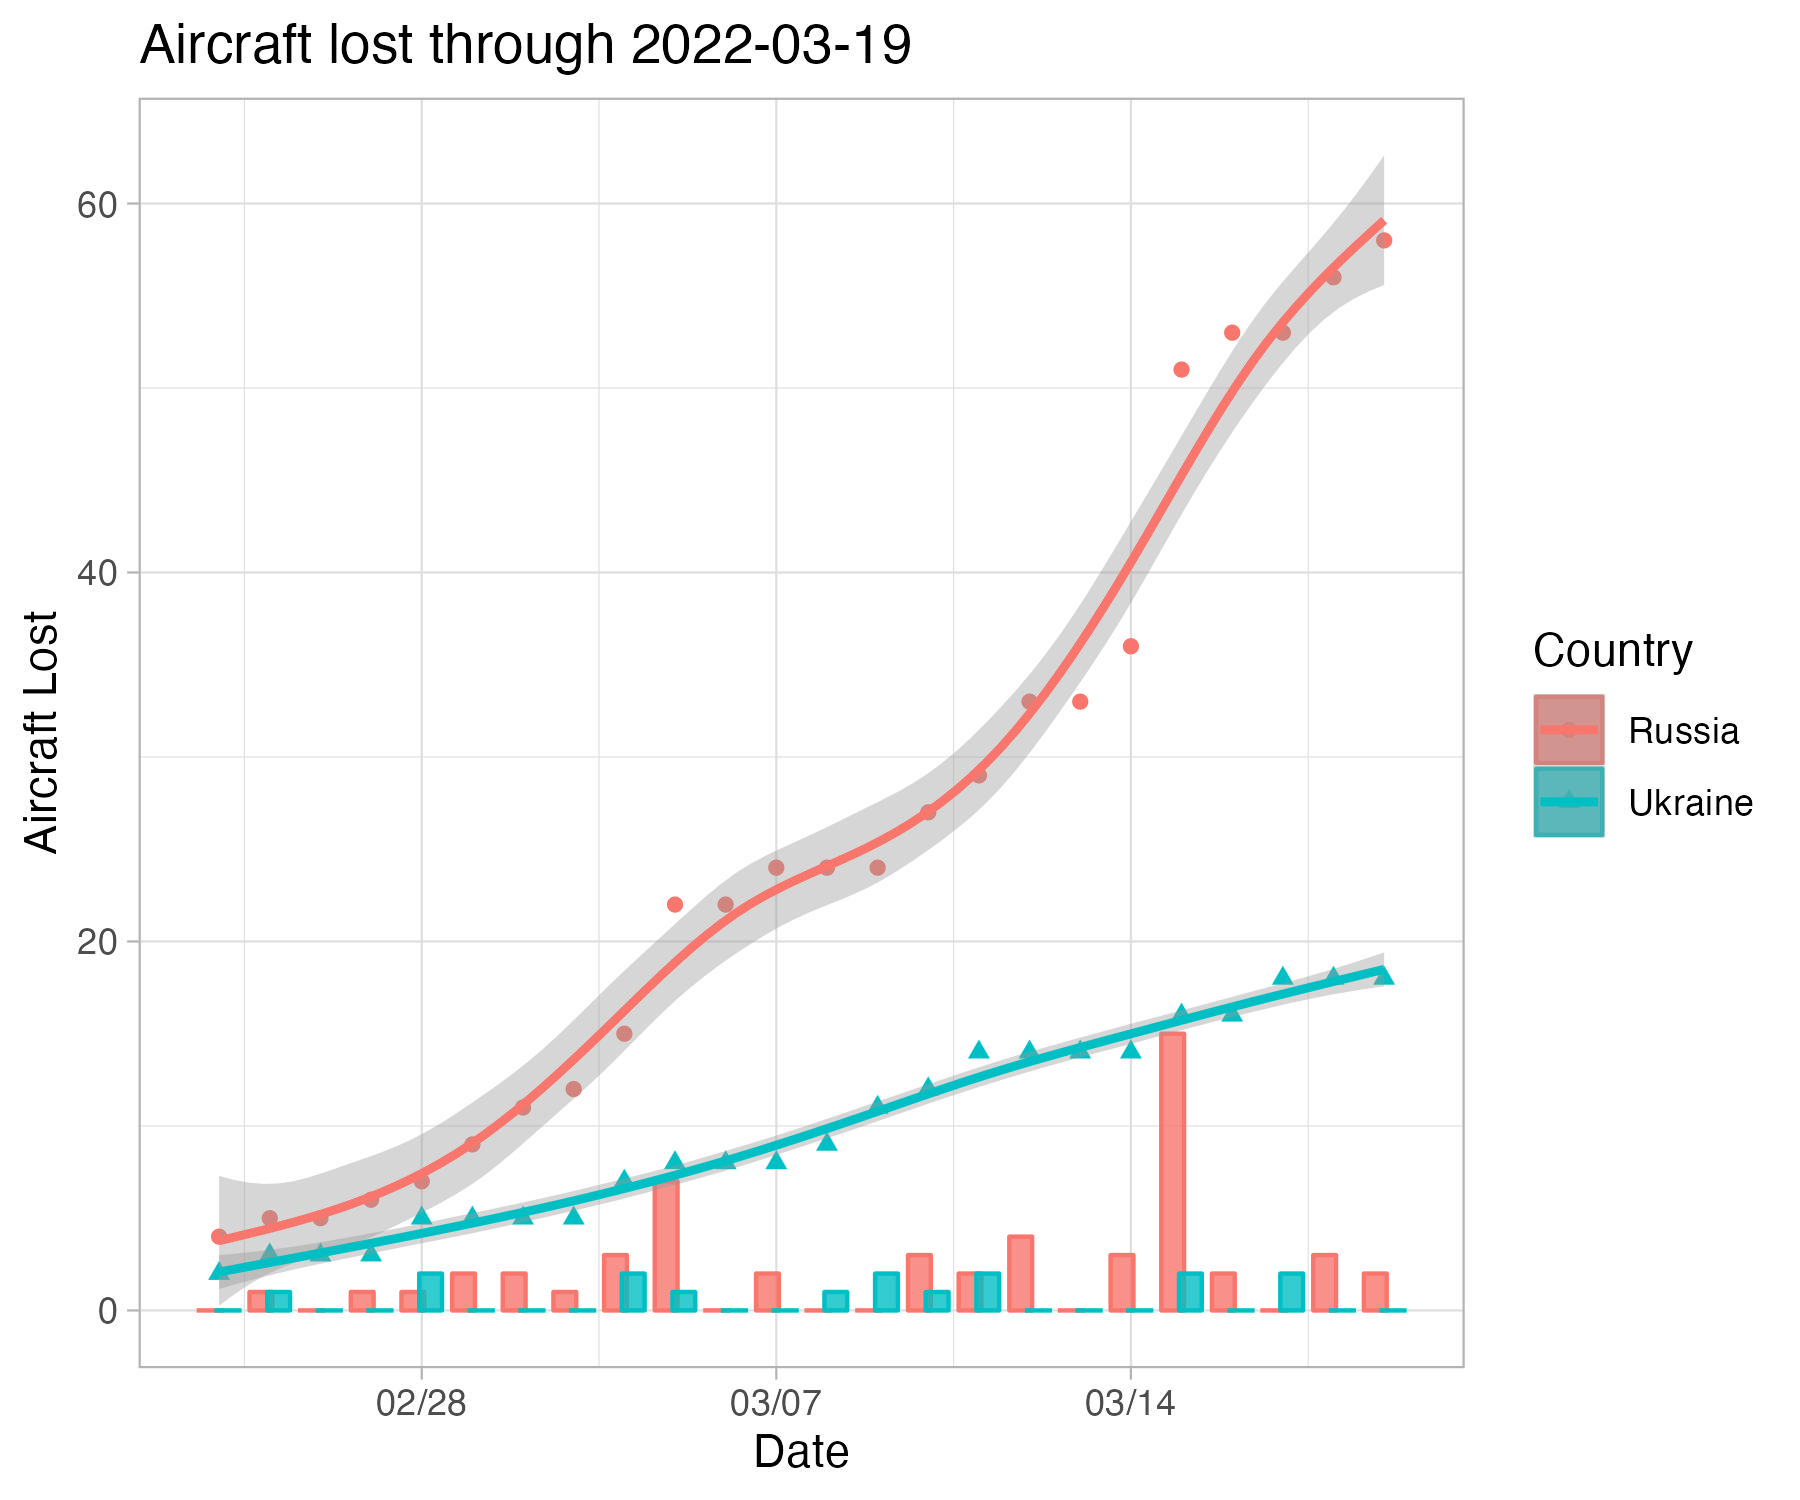 Aircraft lost through 2022-03-19
60
40
20
0
Aircraft Lost
02/28
03/07
03/14
Date
Country
Russia
Ukraine